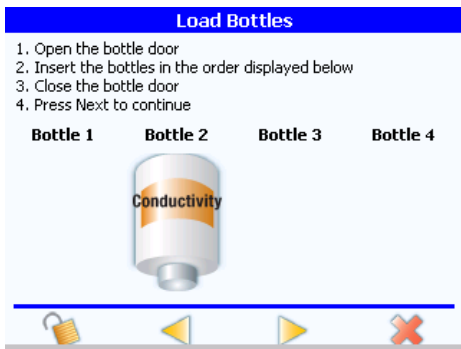 Load Bottles
1. Open the bottle door
2. Insert the bottles in the order displayed below
3. Close the bottle door
4. Press Next to continue
Bottle 1 Bottle 2 Bottle 3 Bottle 4
Conductivity